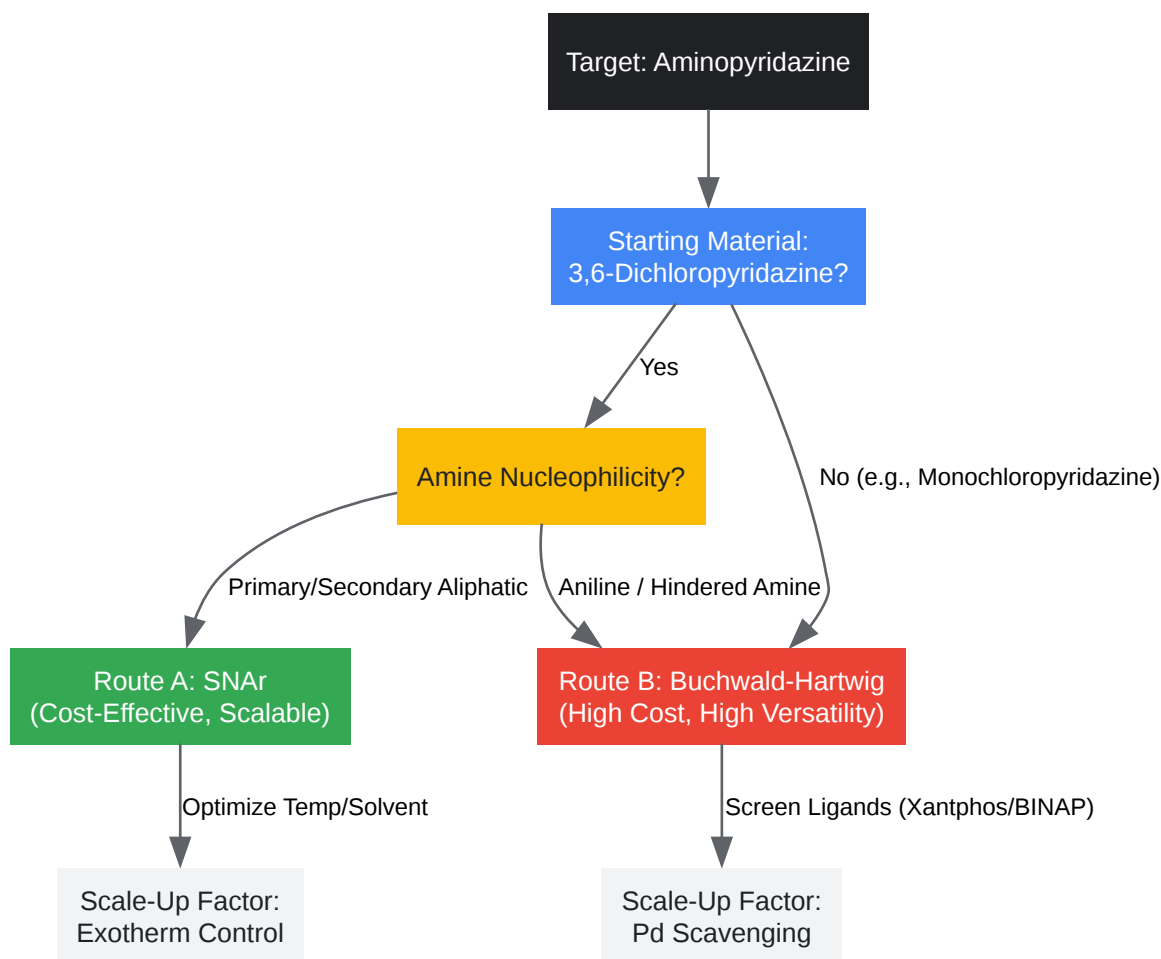 Target: Aminopyridazine
Starting Material:
3,6-Dichloropyridazine?
Yes
Amine Nucleophilicity?
No (e.g., Monochloropyridazine)
Primary/Secondary Aliphatic
Aniline / Hindered Amine
Route A: SNAr
(Cost-Effective, Scalable)
Route B: Buchwald-Hartwig
(High Cost, High Versatility)
Optimize Temp/Solvent
Screen Ligands (Xantphos/BINAP)
Scale-Up Factor:
Exotherm Control
Scale-Up Factor:
Pd Scavenging